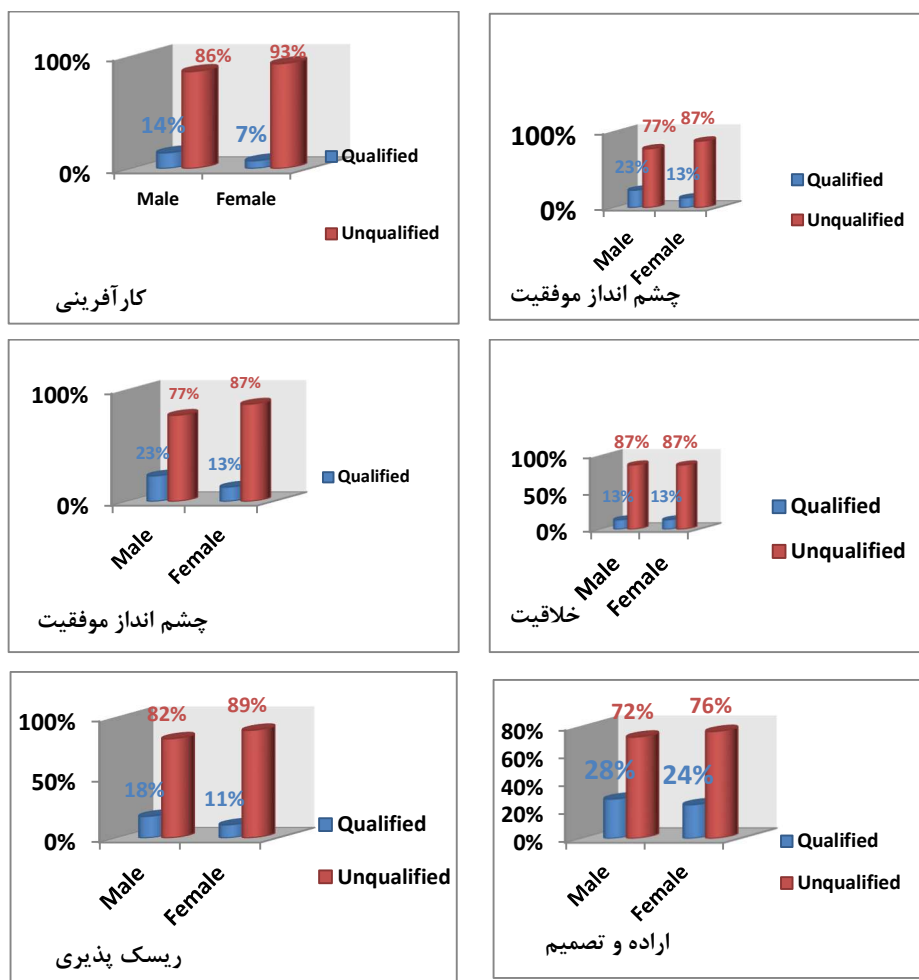 86% 93%
100%
14% 7%
Qualified
0%
Male Female
Unqualified
کارآفرینی
77% 87%
100%
23% 13%
Qualified
0%
Unqualified
Male Female
چشم انداز موفقیت
77% 87%
100%
23% 13%
Qualified
0%
Male Female
چشم انداز موفقیت
87% 87%
100%
50% 13% 13%
Qualified
0%
Unqualified
Male Female
خلاقیت
82% 89%
100%
18% 11%
50%
Qualified
0%
Unqualified
Male Female
ریسک پذیری
72% 76%
80%
60%
28% 24%
40%
20%
0%
Qualified
Male Female
Unqualified
اراده و تصمیم